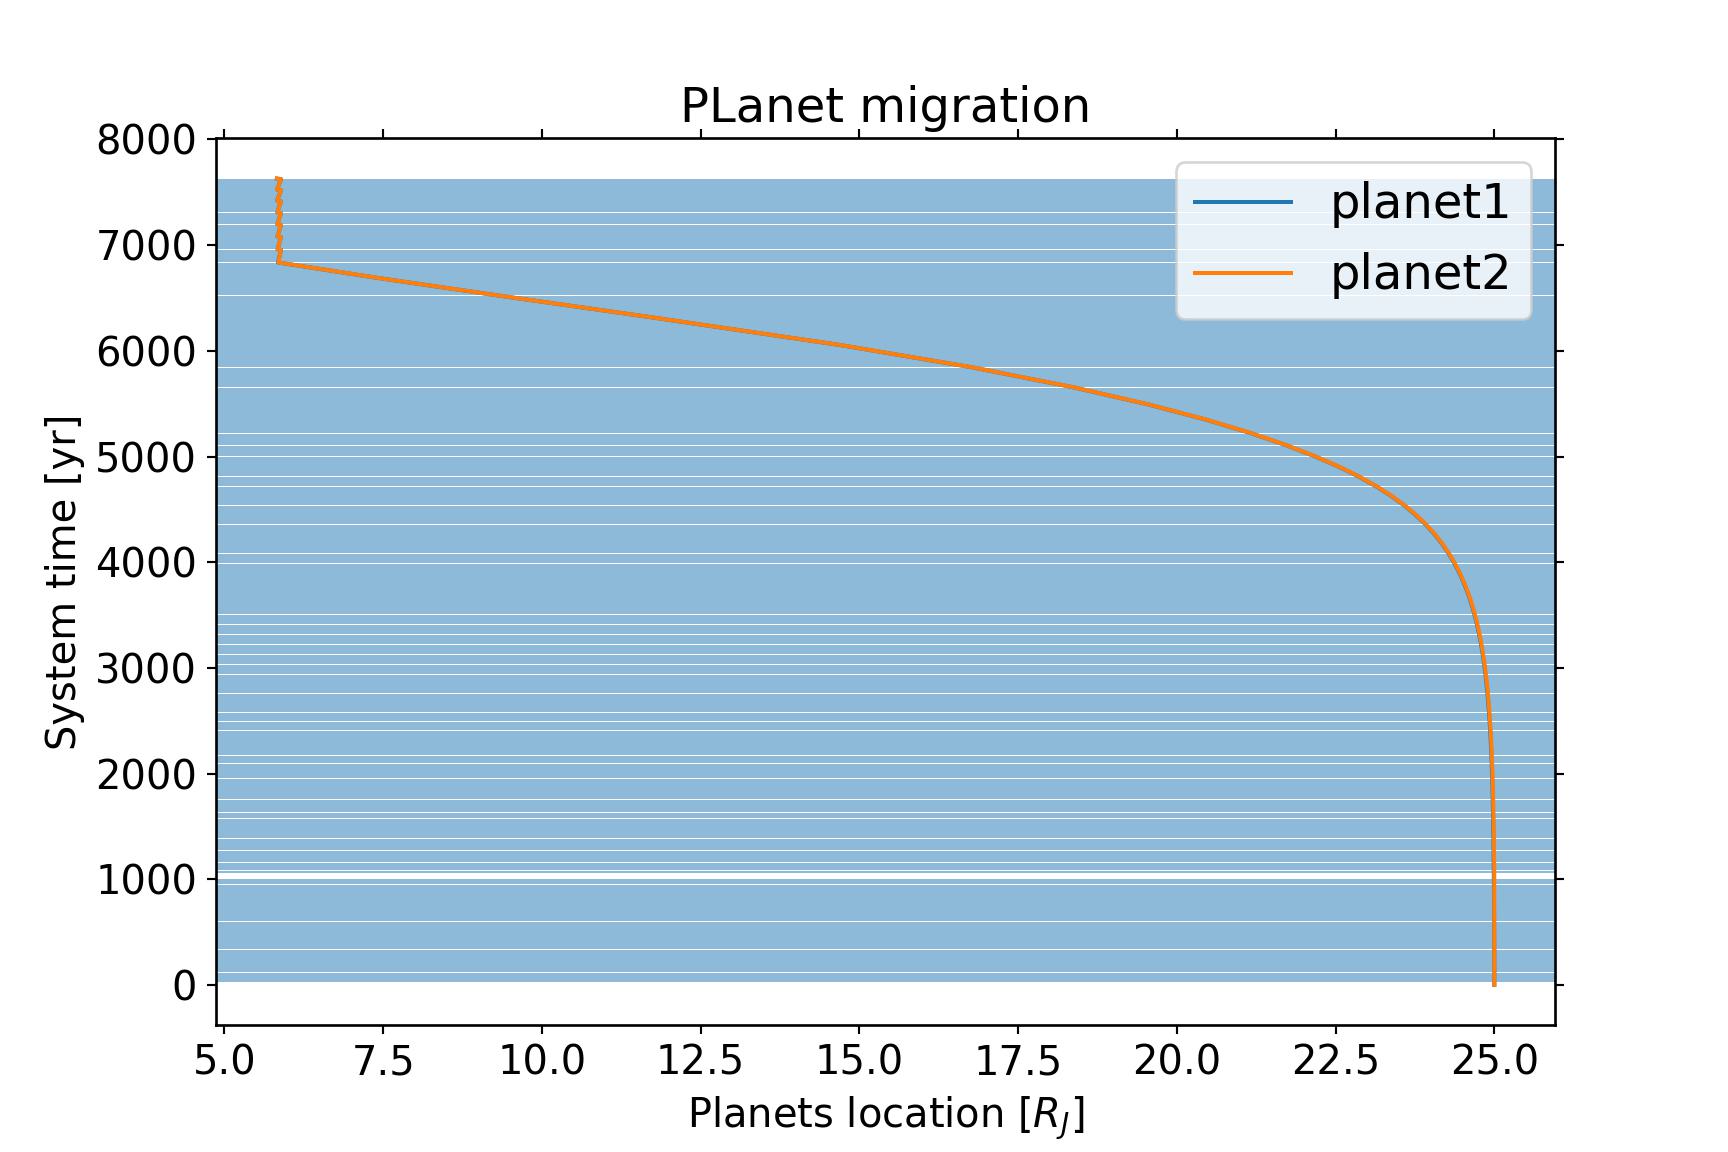 PLanet migration
8000
7000
6000
5000
4000
3000
2000
1000
0
System time [yr]
planet1
planet2
5.0 7.5 10.0 12.5 15.0 17.5 20.0 22.5 25.0
Planets location [R_J]